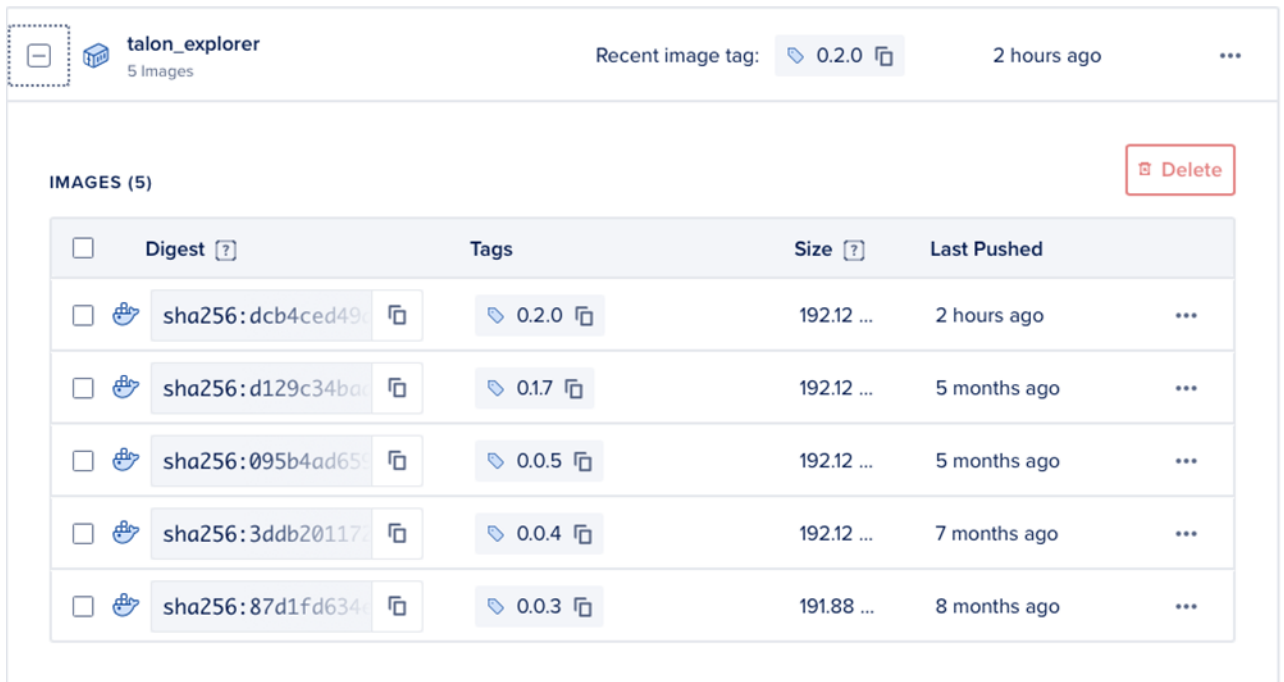 talon_explorer
5 Images
Recent image tag: 0.2.0 2 hours ago
Delete
IMAGES (5)
Digest [?] Tags Size [?] Last Pushed
sha256:dcb4ced49 0.2.0 192.12 ... 2 hours ago
sha256:d129c34ba 0.1.7 192.12 ... 5 months ago
sha256:095b4ad65 0.0.5 192.12 ... 5 months ago
sha256:3ddb201172 0.0.4 192.12 ... 7 months ago
sha256:87d1fd634 0.0.3 191.88 ... 8 months ago